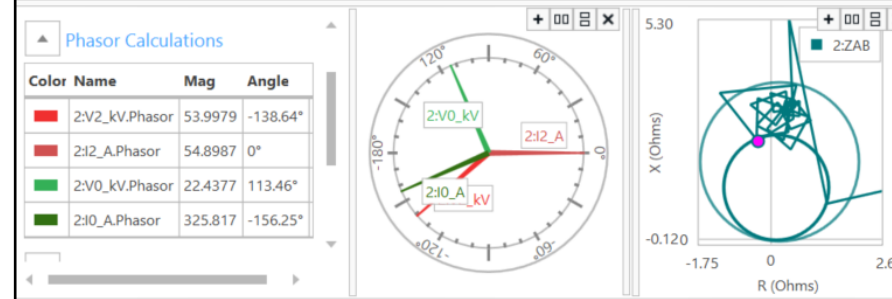 Phasor Calculations
Color Name Mag Angle
2:V2_kV.Phasor 53.9979 -138.64°
2:I2_A.Phasor 54.8987 0°
2:V0_kV.Phasor 22.4377 113.46°
2:I0_A.Phasor 325.817 -156.25°
120°
60°
2:V0_kV
2:I2_A
-180°
0°
2:I0_A
kV
-120°
-60°
5.30
2:ZAB
X (Ohms)
-0.120
-1.75 0 2.6
R (Ohms)